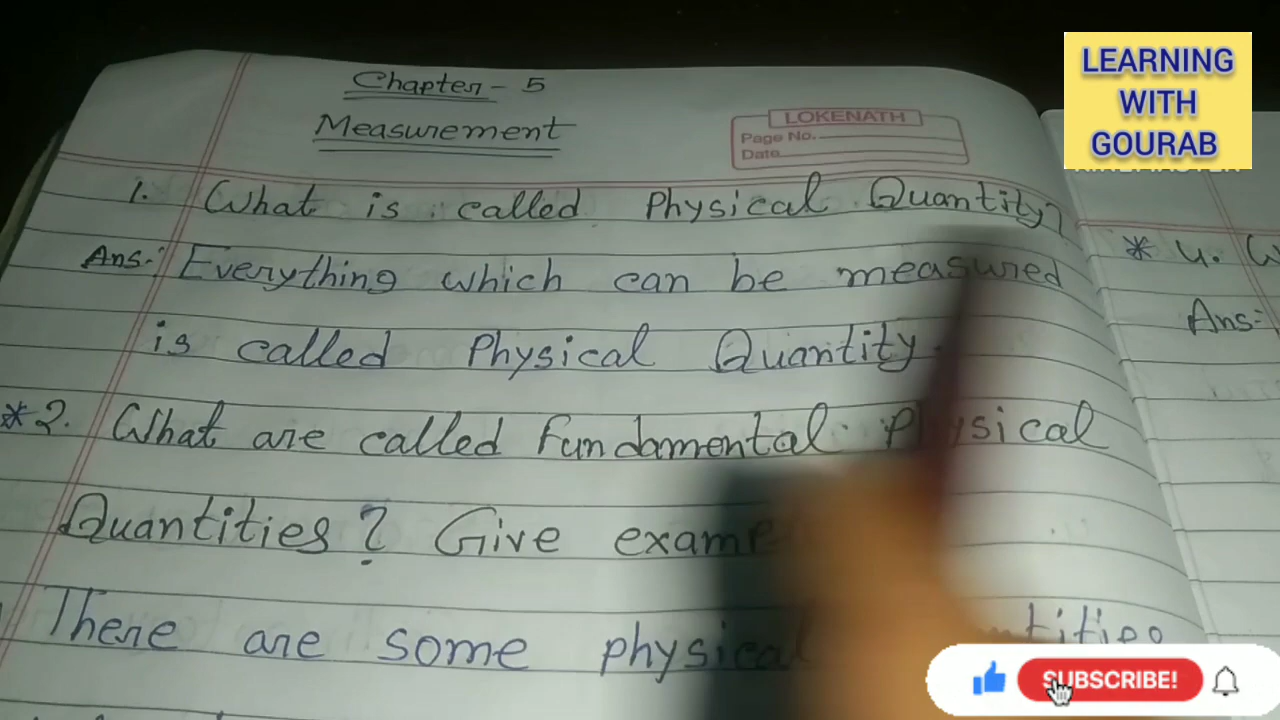 Chapter - 5
Measurement
LOKENATH
Page No.
Date
LEARNING
WITH
GOURAB
1. What is called Physical Quantity?
Ans:- Everything which can be measured
is called Physical Quantity.
*2. What are called Fundamental Physical
Quantities? Give
There are some physical
* 4.
Ans:-
SUBSCRIBE!